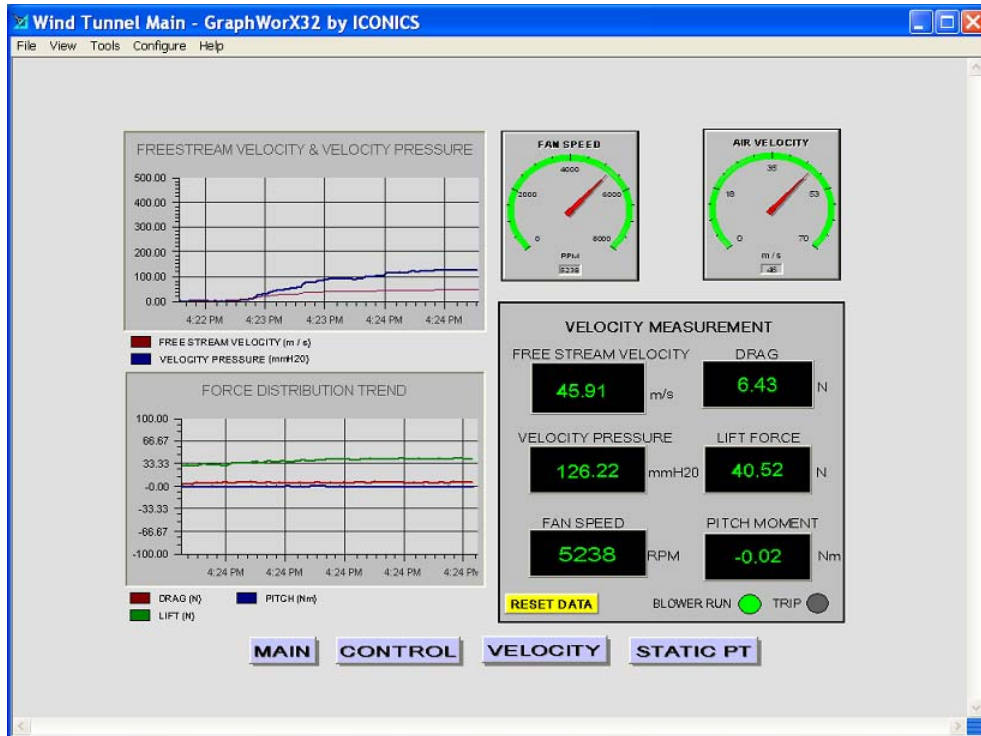 Wind Tunnel Main - GraphWorX32 by ICONICS
File View Tools Configure Help
FREESTREAM VELOCITY & VELOCITY PRESSURE
500.00
400.00
300.00
200.00
100.00
0.00
4:22 PM 4:23 PM 4:23 PM 4:24 PM 4:24 PM
FREE STREAM VELOCITY (m / s)
VELOCITY PRESSURE (mmH20)
FAN SPEED
0 2000 4000 6000 8000
RPM
5238
AIR VELOCITY
0 18 35 53 70
m / s
46
FORCE DISTRIBUTION TREND
100.00
66.67
33.33
-0.00
-33.33
-66.67
-100.00
4:24 PM 4:24 PM 4:24 PM 4:24 PM 4:24 PM
DRAG (N) PITCH (Nm)
LIFT (N)
VELOCITY MEASUREMENT
FREE STREAM VELOCITY DRAG
45.91 m/s 6.43 N
VELOCITY PRESSURE LIFT FORCE
126.22 mmH20 40.52 N
FAN SPEED PITCH MOMENT
5238 RPM -0.02 Nm
RESET DATA BLOWER RUN TRIP
MAIN CONTROL VELOCITY STATIC PT